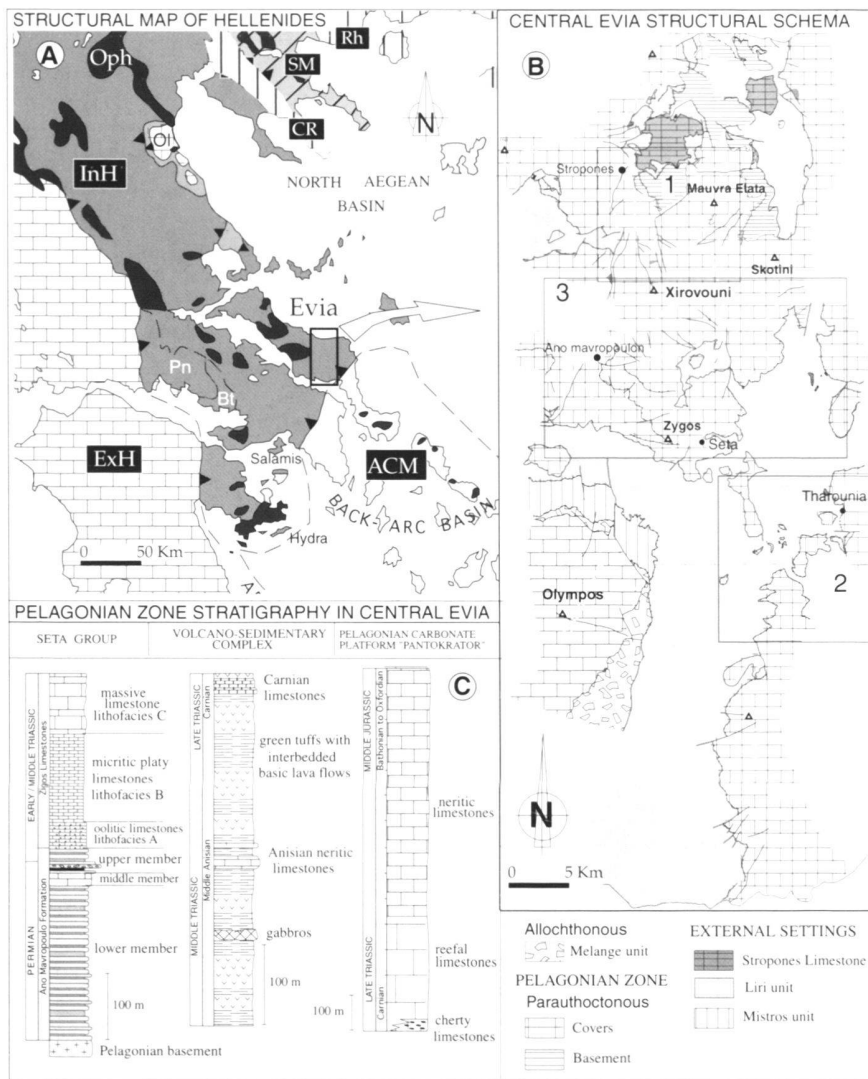 STRUCTURAL MAP OF HELLENIDES
A
Oph
Rh
SM
CR
N
Ol
InH
NORTH AEGEAN
BASIN
Evia
Pn
Bt
ExH
Salamis
ACM
BACK-ARC BASIN
Hydra
0 50 Km
CENTRAL EVIA STRUCTURAL SCHEMA
B
Stropones
1
Mauvra Elata
Skotini
Xirovouni
3
Ano mavropoulon
Zygos
Seta
Tharounia
2
Olympos
N
0 5 Km
Allochthonous
Melange unit
PELAGONIAN ZONE
Parauthoctonous
Covers
Basement
EXTERNAL SETTINGS
Stropones Limestone
Liri unit
Mistros unit
PELAGONIAN ZONE STRATIGRAPHY IN CENTRAL EVIA
SETA GROUP
VOLCANO-SEDIMENTARY
COMPLEX
PELAGONIAN CARBONATE
PLATFORM "PANTOKRATOR"
C
EARLY / MIDDLE TRIASSIC
Zigos Limestones
PERMIAN
Ano Mavropoulo Formation
massive
limestone
lithofacies C
micritic platy
limestones
lithofacies B
oolitic limestones
lithofacies A
upper member
middle member
lower member
100 m
Pelagonian basement
LATE TRIASSIC
Carnian
MIDDLE TRIASSIC
Middle Anisian
Carnian
limestones
green tuffs with
interbedded
basic lava flows
Anisian neritic
limestones
gabbros
100 m
MIDDLE JURASSIC
Bathonian to Oxfordian
LATE TRIASSIC
Carnian
neritic
limestones
reefal
limestones
100 m
cherty
limestones